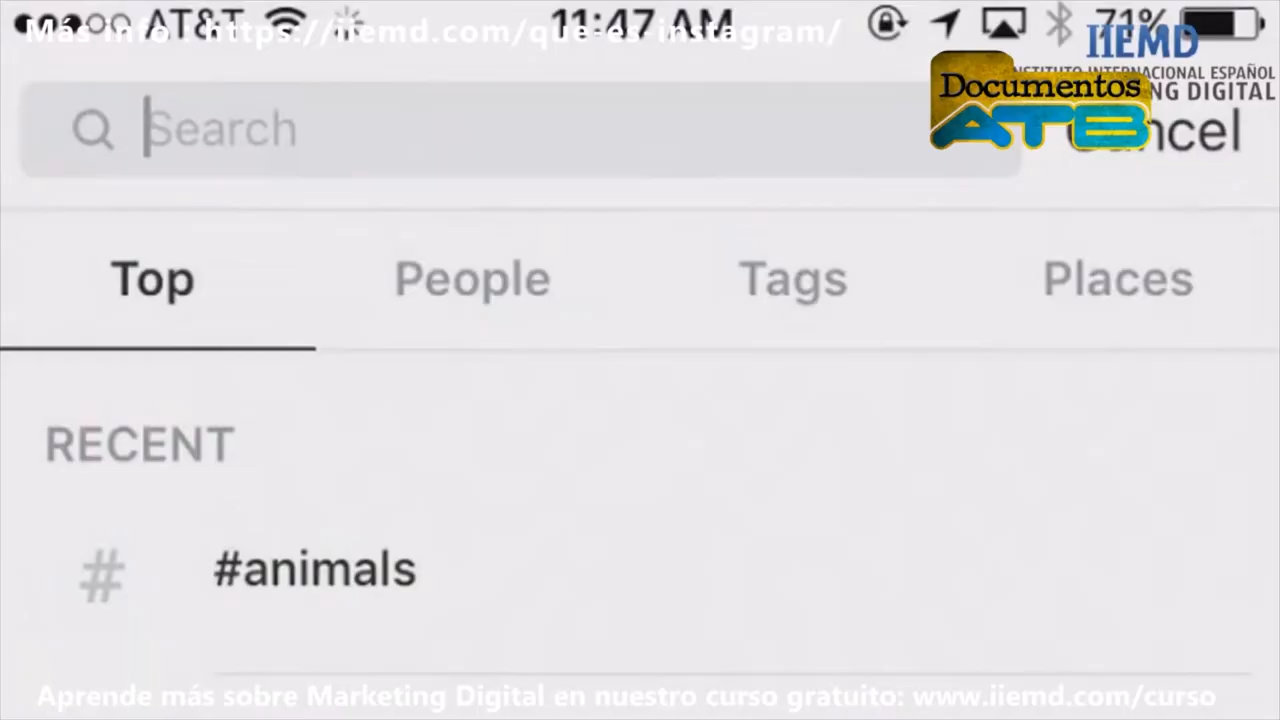 AT&T 11:47 AM 71%
Más info : https://iiemd.com/que-es-instagram/
IIEMD
INSTITUTO INTERNACIONAL ESPAÑOL
NG DIGITAL
Documentos
ATB
Search
Cancel
Top People Tags Places
RECENT
# #animals
Aprende más sobre Marketing Digital en nuestro curso gratuito: www.iiemd.com/curso